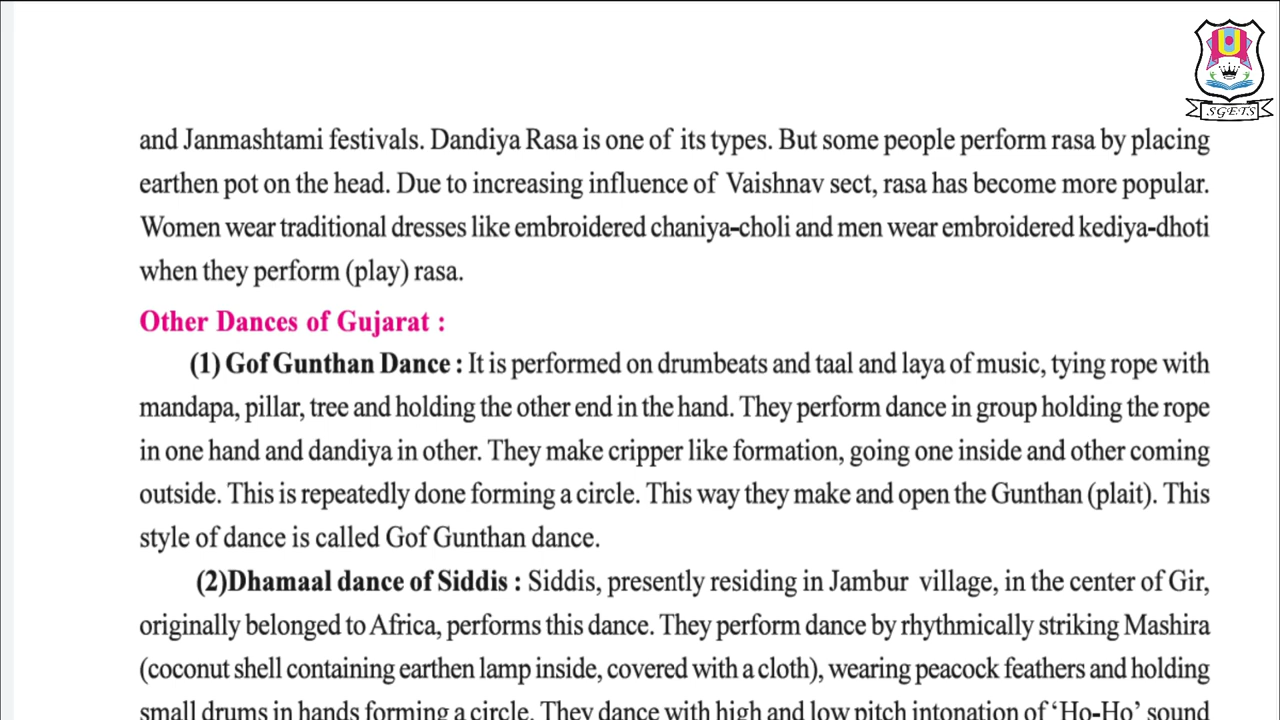 SGETS
and Janmashtami festivals. Dandiya Rasa is one of its types. But some people perform rasa by placing
earthen pot on the head. Due to increasing influence of Vaishnav sect, rasa has become more popular.
Women wear traditional dresses like embroidered chaniya-choli and men wear embroidered kediya-dhoti
when they perform (play) rasa.
Other Dances of Gujarat :
(1) Gof Gunthan Dance : It is performed on drumbeats and taal and laya of music, tying rope with
mandapa, pillar, tree and holding the other end in the hand. They perform dance in group holding the rope
in one hand and dandiya in other. They make cripper like formation, going one inside and other coming
outside. This is repeatedly done forming a circle. This way they make and open the Gunthan (plait). This
style of dance is called Gof Gunthan dance.
(2)Dhamaal dance of Siddis : Siddis, presently residing in Jambur village, in the center of Gir,
originally belonged to Africa, performs this dance. They perform dance by rhythmically striking Mashira
(coconut shell containing earthen lamp inside, covered with a cloth), wearing peacock feathers and holding
small drums in hands forming a circle. They dance with high and low pitch intonation of ‘Ho-Ho’ sound